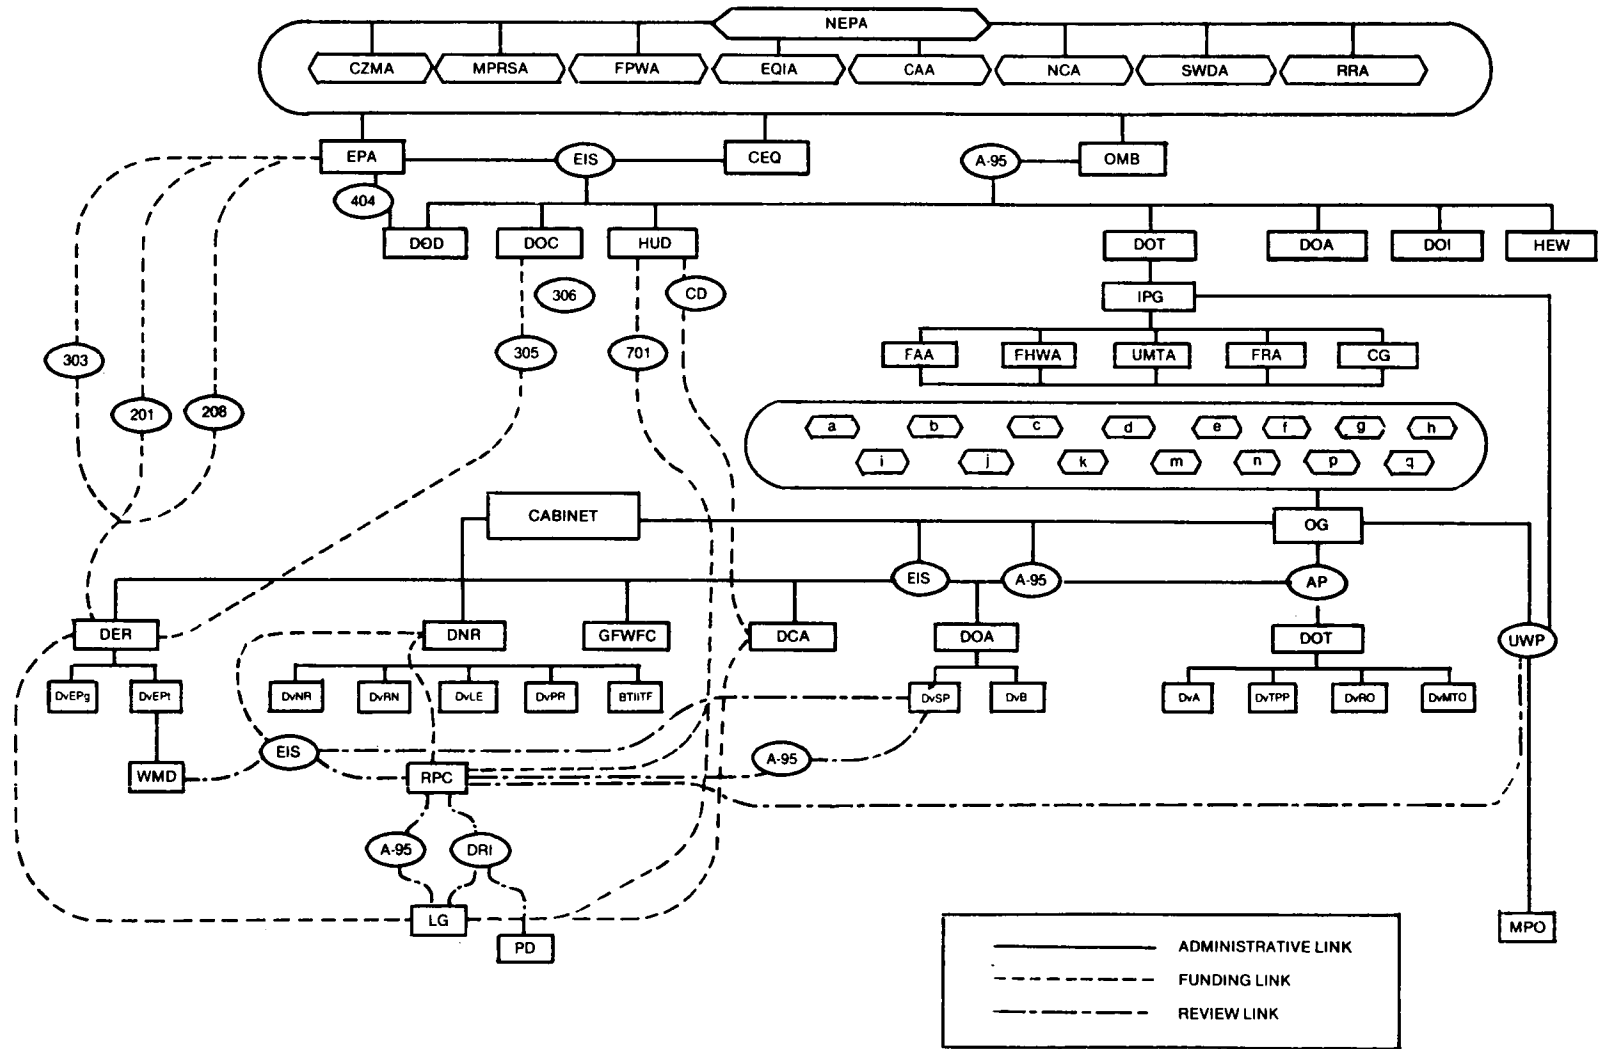 NEPA
CZMA MPRSA FPWA EQIA CAA NCA SWDA RRA
EPA EIS CEQ A-95 OMB
404
DOD DOC HUD DOT DOA DOI HEW
306 CD IPG
303 305 701 FAA FHWA UMTA FRA CG
201 208 a b c d e f g h
i j k m n p q
CABINET OG
EIS A-95 AP
DER DNR GFWFC DCA DOA DOT UWP
DvEPg DvEPt DvNR DvRN DvLE DvPR BTIITF DvSP DvB DvA DvTPP DvRO DvMTO
EIS A-95
WMD RPC
A-95 DRI
LG MPO
PD
ADMINISTRATIVE LINK
FUNDING LINK
REVIEW LINK